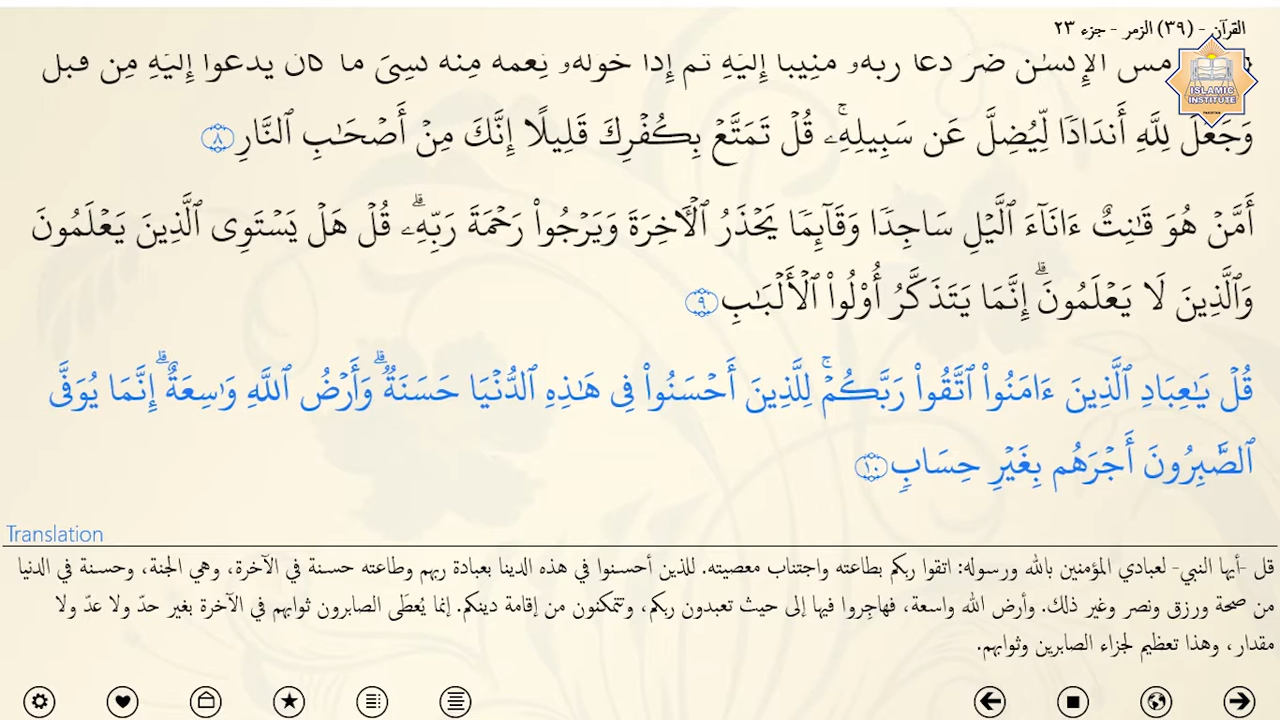 القرآن - (٣٩) الزمر - جزء ٢٣
ISLAMIC
INSTITUTE
مس ٱلۡإِنسَٰنَ ضُرّٞ دَعَا رَبَّهُۥ مُنِيبًا إِلَيۡهِ ثُمَّ إِذَا خَوَّلَهُۥ نِعۡمَةٗ مِّنۡهُ نَسِيَ مَا كَانَ يَدۡعُوٓاْ إِلَيۡهِ مِن قَبۡلُ
وَجَعَلَ لِلَّهِ أَندَادٗا لِّيُضِلَّ عَن سَبِيلِهِۦۚ قُلۡ تَمَتَّعۡ بِكُفۡرِكَ قَلِيلًا إِنَّكَ مِنۡ أَصۡحَٰبِ ٱلنَّارِ ٨
أَمَّنۡ هُوَ قَٰنِتٌ ءَانَآءَ ٱلَّيۡلِ سَاجِدٗا وَقَآئِمٗا يَحۡذَرُ ٱلۡأٓخِرَةَ وَيَرۡجُواْ رَحۡمَةَ رَبِّهِۦۗ قُلۡ هَلۡ يَسۡتَوِي ٱلَّذِينَ يَعۡلَمُونَ
وَٱلَّذِينَ لَا يَعۡلَمُونَۗ إِنَّمَا يَتَذَكَّرُ أُوْلُواْ ٱلۡأَلۡبَٰبِ ٩
قُلۡ يَٰعِبَادِ ٱلَّذِينَ ءَامَنُواْ ٱتَّقُواْ رَبَّكُمۡۚ لِلَّذِينَ أَحۡسَنُواْ فِي هَٰذِهِ ٱلدُّنۡيَا حَسَنَةٞۗ وَأَرۡضُ ٱللَّهِ وَٰسِعَةٌۗ إِنَّمَا يُوَفَّى
ٱلصَّٰبِرُونَ أَجۡرَهُم بِغَيۡرِ حِسَابٖ ١٠
Translation
قل -أيها النبي- لعبادي المؤمنين بالله ورسوله: اتقوا ربكم بطاعته واجتناب معصيته. للذين أحسنوا في هذه الدنيا بعبادة ربهم وطاعته حسنة في الآخرة، وهي الجنة، وحسنة في الدنيا
من صحة ورزق ونصر وغير ذلك. وأرض الله واسعة، فهاجِروا فيها إلى حيث تعبدون ربكم، وتتمكنون من إقامة دينكم. إنما يُعطَى الصابرون ثوابهم في الآخرة بغير حدّ ولا عدّ ولا
مقدار، وهذا تعظيم لجزاء الصابرين وثوابهم.